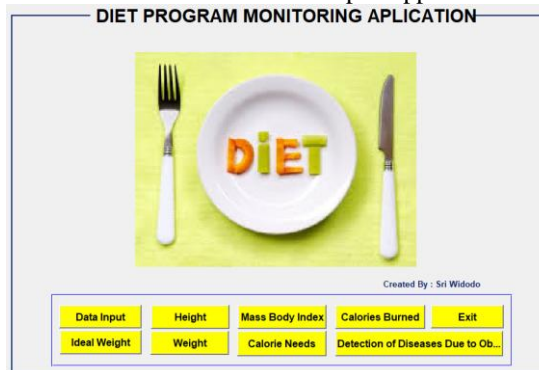 DIET PROGRAM MONITORING APLICATION
DiET
Created By : Sri Widodo
Data Input Height Mass Body Index Calories Burned Exit
Ideal Weight Weight Calorie Needs Detection of Diseases Due to Ob...